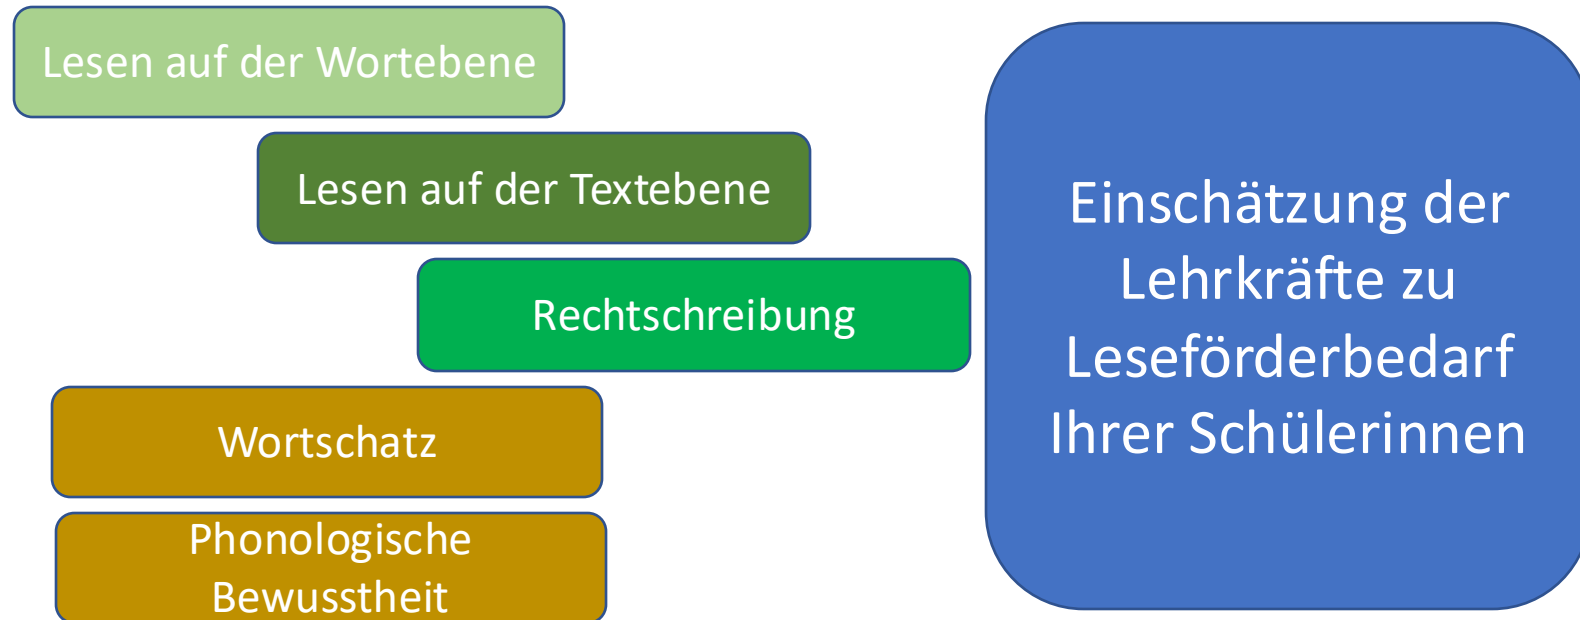 Lesen auf der Wortebene
Lesen auf der Textebene
Rechtschreibung
Wortschatz
Phonologische
Bewusstheit
Einschätzung der
Lehrkräfte zu
Leseförderbedarf
Ihrer Schülerinnen